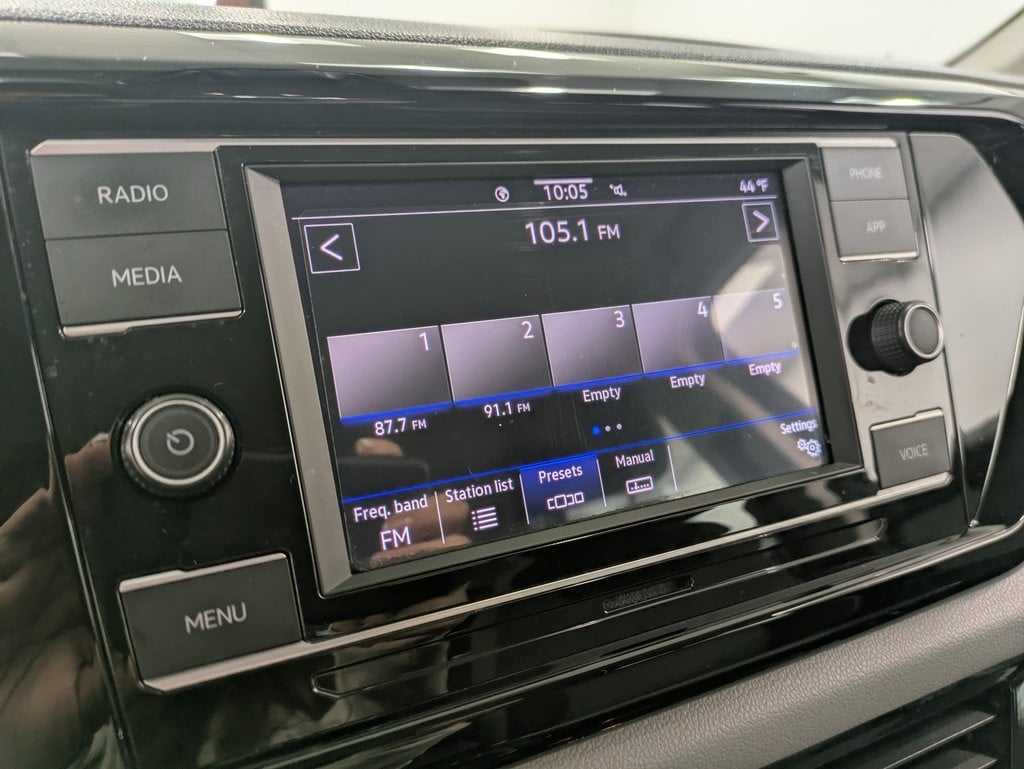 RADIO
MEDIA
MENU
10:05
44°F
105.1 FM
1
2
3
4
5
87.7 FM
91.1 FM
Empty
Empty
Empty
Settings
Freq. band
FM
Station list
Presets
Manual
PHONE
APP
VOICE